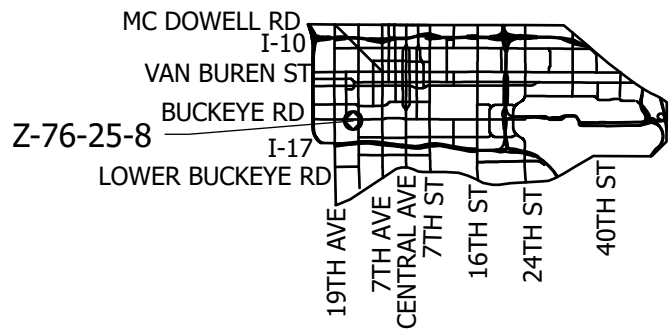 MC DOWELL RD
I-10
VAN BUREN ST
BUCKEYE RD
Z-76-25-8
I-17
LOWER BUCKEYE RD
19TH AVE
7TH AVE
CENTRAL AVE
7TH ST
16TH ST
24TH ST
40TH ST